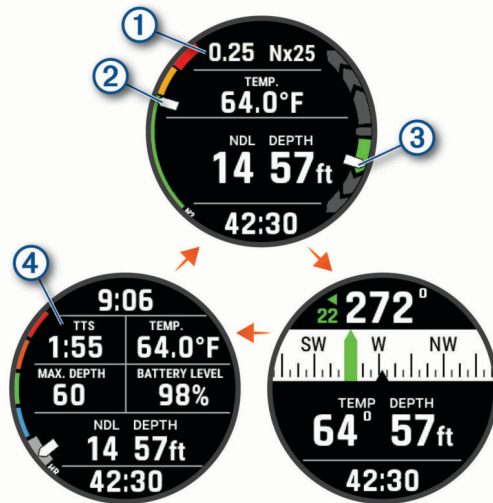 1
0.25 Nx25
2
TEMP.
64.0°F
3
NDL DEPTH
14 57ft
N2
42:30
4
9:06
TTS TEMP.
1:55 64.0°F
MAX. DEPTH BATTERY LEVEL
60 98%
NDL DEPTH
14 57ft
HR
42:30
22 272°
SW W NW
TEMP DEPTH
64° 57ft
42:30